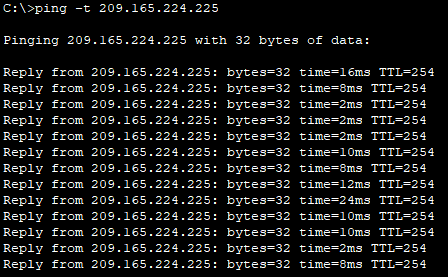 C:\>ping -t 209.165.224.225
Pinging 209.165.224.225 with 32 bytes of data:
Reply from 209.165.224.225: bytes=32 time=16ms TTL=254
Reply from 209.165.224.225: bytes=32 time=8ms TTL=254
Reply from 209.165.224.225: bytes=32 time=2ms TTL=254
Reply from 209.165.224.225: bytes=32 time=2ms TTL=254
Reply from 209.165.224.225: bytes=32 time=2ms TTL=254
Reply from 209.165.224.225: bytes=32 time=10ms TTL=254
Reply from 209.165.224.225: bytes=32 time=8ms TTL=254
Reply from 209.165.224.225: bytes=32 time=12ms TTL=254
Reply from 209.165.224.225: bytes=32 time=24ms TTL=254
Reply from 209.165.224.225: bytes=32 time=10ms TTL=254
Reply from 209.165.224.225: bytes=32 time=10ms TTL=254
Reply from 209.165.224.225: bytes=32 time=2ms TTL=254
Reply from 209.165.224.225: bytes=32 time=8ms TTL=254